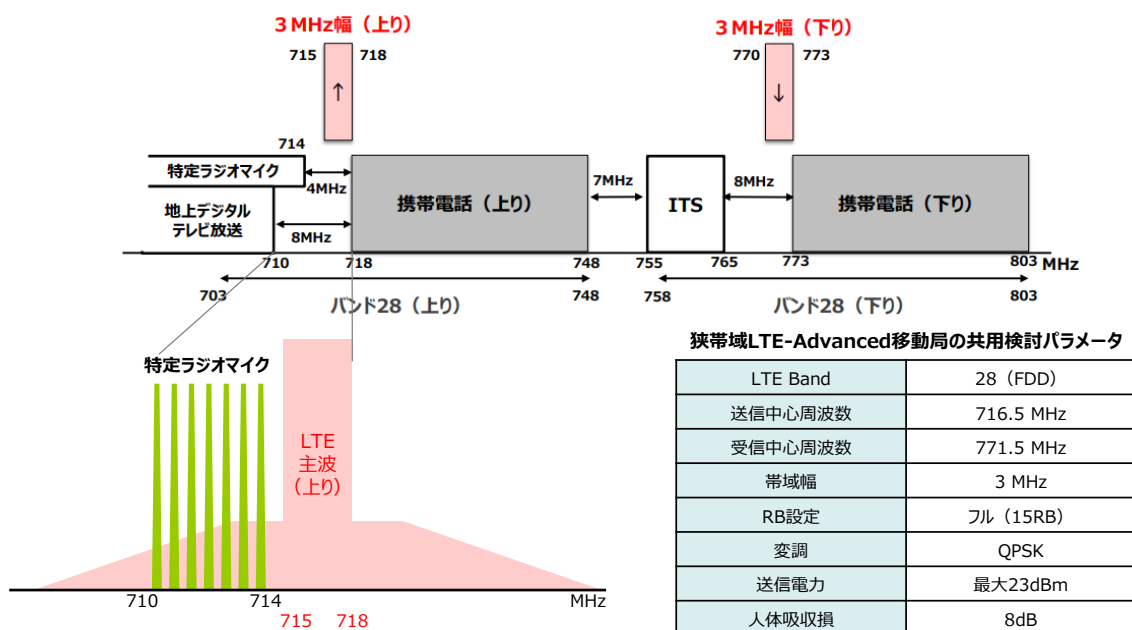 3MHz幅（上り）
3MHz幅（下り）
715
718
770
773
↑
↓
714
特定ラジオマイク
4MHz
地上デジタル
テレビ放送
8MHz
携帯電話（上り）
7MHz
ITS
8MHz
携帯電話（下り）
710
718
748
755
765
773
803
MHz
703
748
758
803
バンド28（上り）
バンド28（下り）
特定ラジオマイク
LTE
主波
（上り）
710
714
MHz
715
718
狭帯域LTE-Advanced移動局の共用検討パラメータ
LTE Band 28（FDD）
送信中心周波数 716.5 MHz
受信中心周波数 771.5 MHz
帯域幅 3 MHz
RB設定 フル（15RB）
変調 QPSK
送信電力 最大23dBm
人体吸収損 8dB